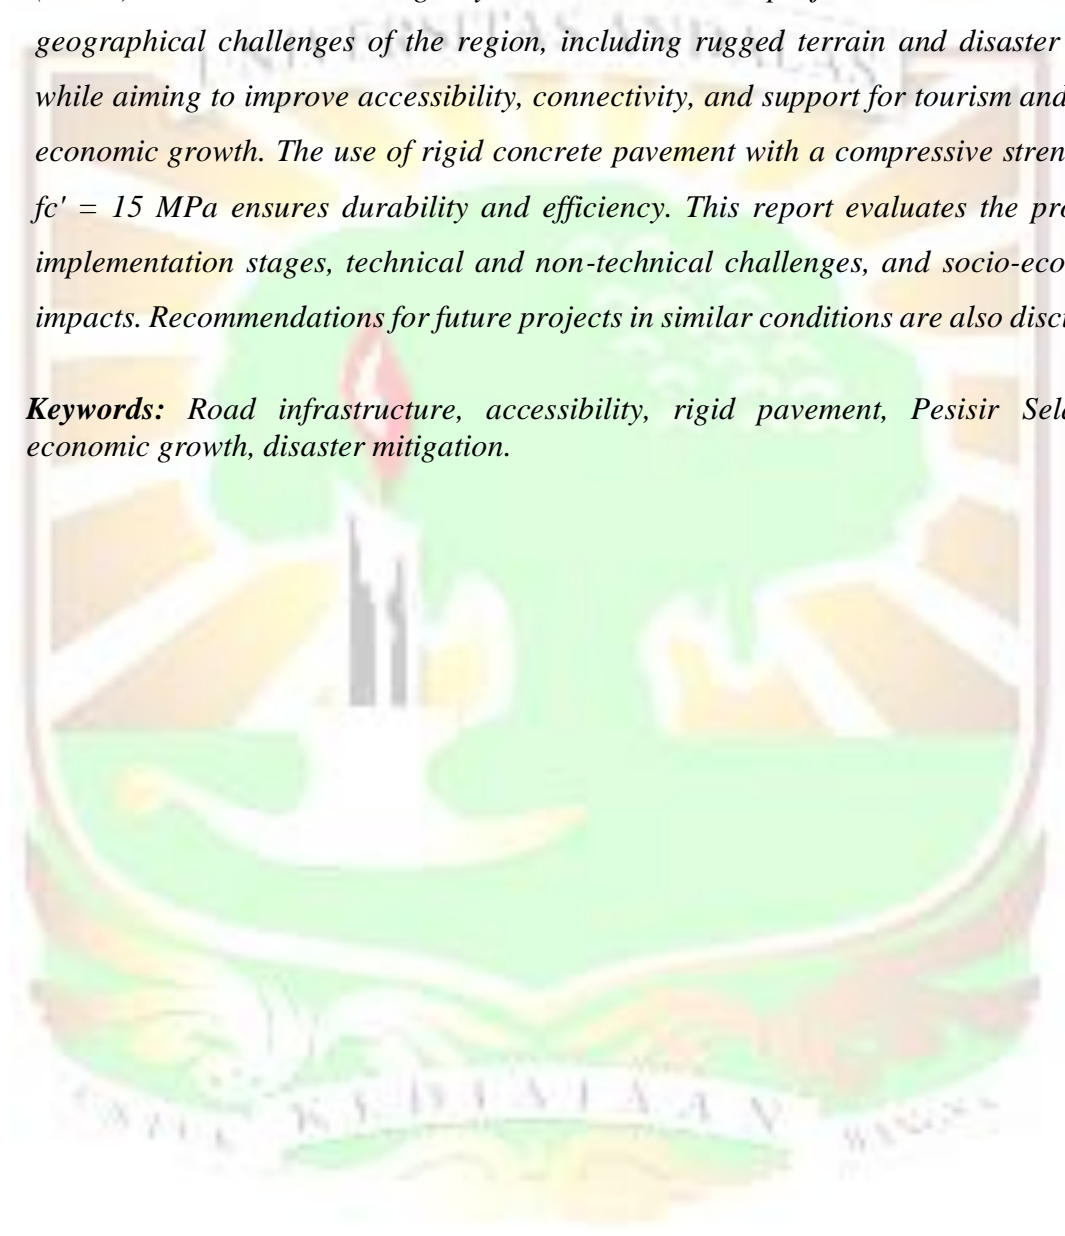 geographical challenges of the region, including rugged terrain and disaster
while aiming to improve accessibility, connectivity, and support for tourism and
economic growth. The use of rigid concrete pavement with a compressive stren
fc' = 15 MPa ensures durability and efficiency. This report evaluates the pro
implementation stages, technical and non-technical challenges, and socio-eco
impacts. Recommendations for future projects in similar conditions are also disc
Keywords: Road infrastructure, accessibility, rigid pavement, Pesisir Sel
economic growth, disaster mitigation.
UNTUK KEDJAJAAN BANGSA